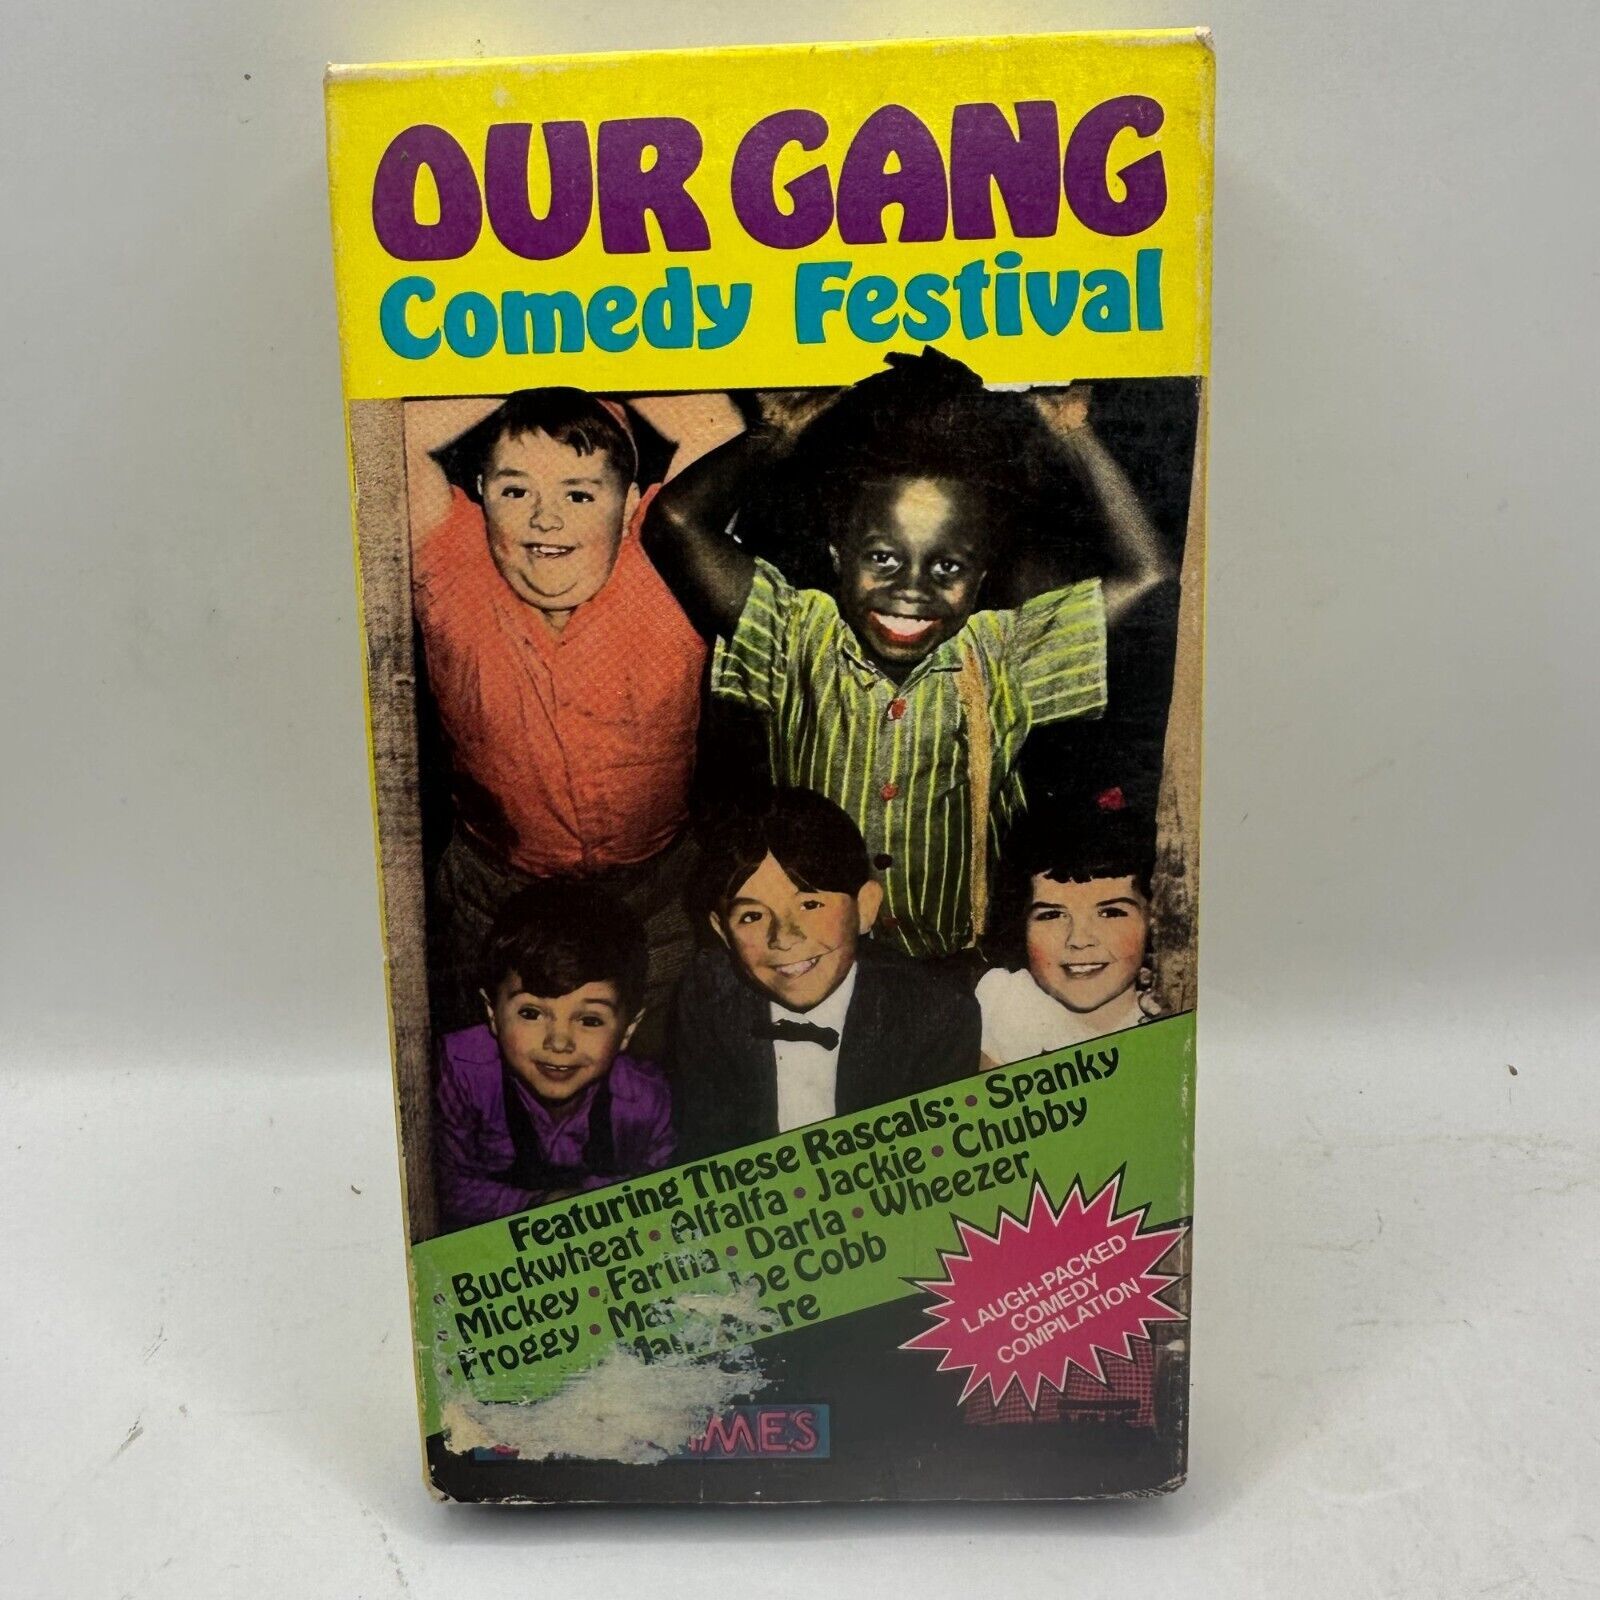 OUR GANG
Comedy Festival
Featuring These Rascals: • Spanky
• Buckwheat • Alfalfa • Jackie • Chubby
• Mickey • Farina • Darla • Wheezer
• Froggy • Joe Cobb
LAUGH-PACKED
COMEDY
COMPILATION